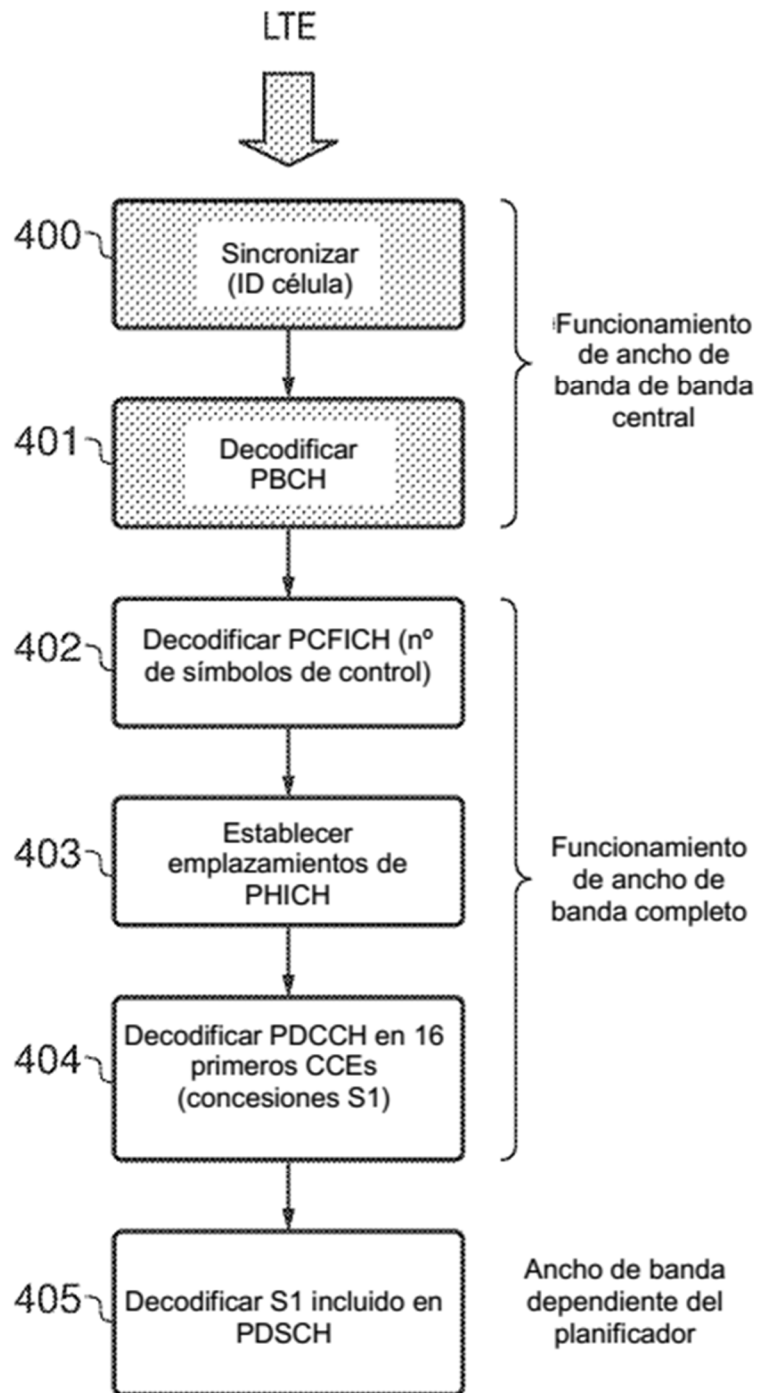 LTE
400
Sincronizar
(ID célula)
401
Decodificar
PBCH
Funcionamiento
de ancho de
banda de banda
central
402
Decodificar PCFICH (nº
de símbolos de control)
403
Establecer
emplazamientos de
PHICH
404
Decodificar PDCCH en 16
primeros CCEs
(concesiones S1)
Funcionamiento
de ancho de
banda completo
405
Decodificar S1 incluido en
PDSCH
Ancho de banda
dependiente del
planificador